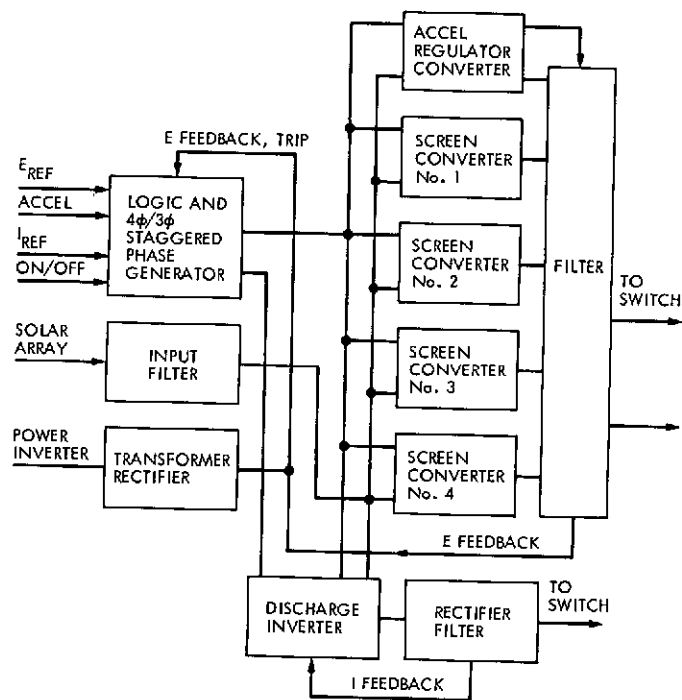 ACCEL
REGULATOR
CONVERTER
E FEEDBACK, TRIP
SCREEN
CONVERTER
No. 1
E REF
ACCEL
I REF
ON/OFF
LOGIC AND
4ϕ/3ϕ
STAGGERED
PHASE
GENERATOR
SCREEN
CONVERTER
No. 2
FILTER
TO
SWITCH
SOLAR
ARRAY
INPUT
FILTER
SCREEN
CONVERTER
No. 3
POWER
INVERTER
TRANSFORMER
RECTIFIER
SCREEN
CONVERTER
No. 4
E FEEDBACK
DISCHARGE
INVERTER
RECTIFIER
FILTER
TO
SWITCH
I FEEDBACK